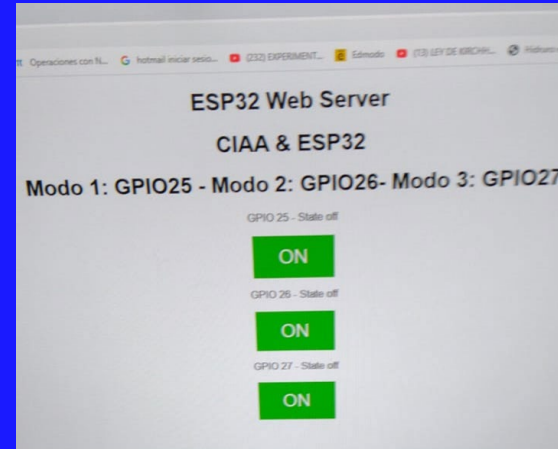 Operaciones con N... hotmail iniciar sesio... (232) EXPERIMENT... Edmodo (13) LEY DE KIRCHH...
ESP32 Web Server
CIAA & ESP32
Modo 1: GPIO25 - Modo 2: GPIO26- Modo 3: GPIO27
GPIO 25 - State off
ON
GPIO 26 - State off
ON
GPIO 27 - State off
ON